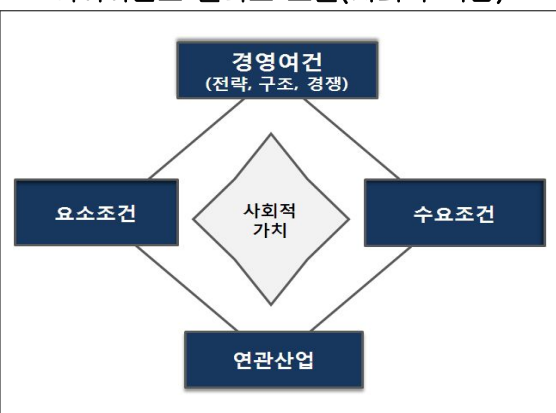 경영여건
(전략, 구조, 경쟁)
요소조건
사회적
가치
수요조건
연관산업